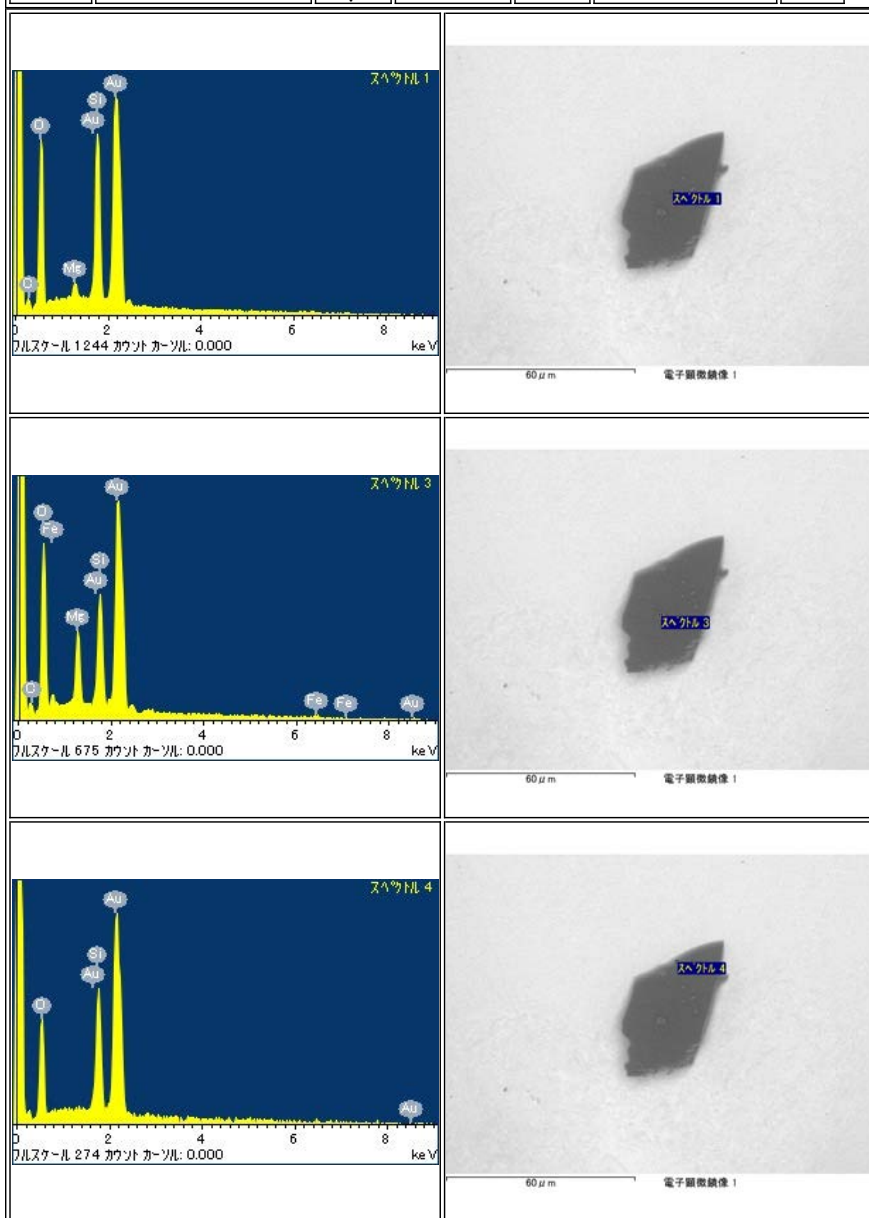 スペクトル 1
Au
Si
Au
O
Mg
C
0 2 4 6 8
フルスケール 1244 カウント カーソル: 0.000 keV
スペクトル 1
60μm 電子顕微鏡像 1
スペクトル 3
Au
O
Fe
Si
Au
Mg
C
Fe Fe Au
0 2 4 6 8
フルスケール 675 カウント カーソル: 0.000 keV
スペクトル 3
60μm 電子顕微鏡像 1
スペクトル 4
Au
Si
Au
O
Au
0 2 4 6 8
フルスケール 274 カウント カーソル: 0.000 keV
スペクトル 4
60μm 電子顕微鏡像 1